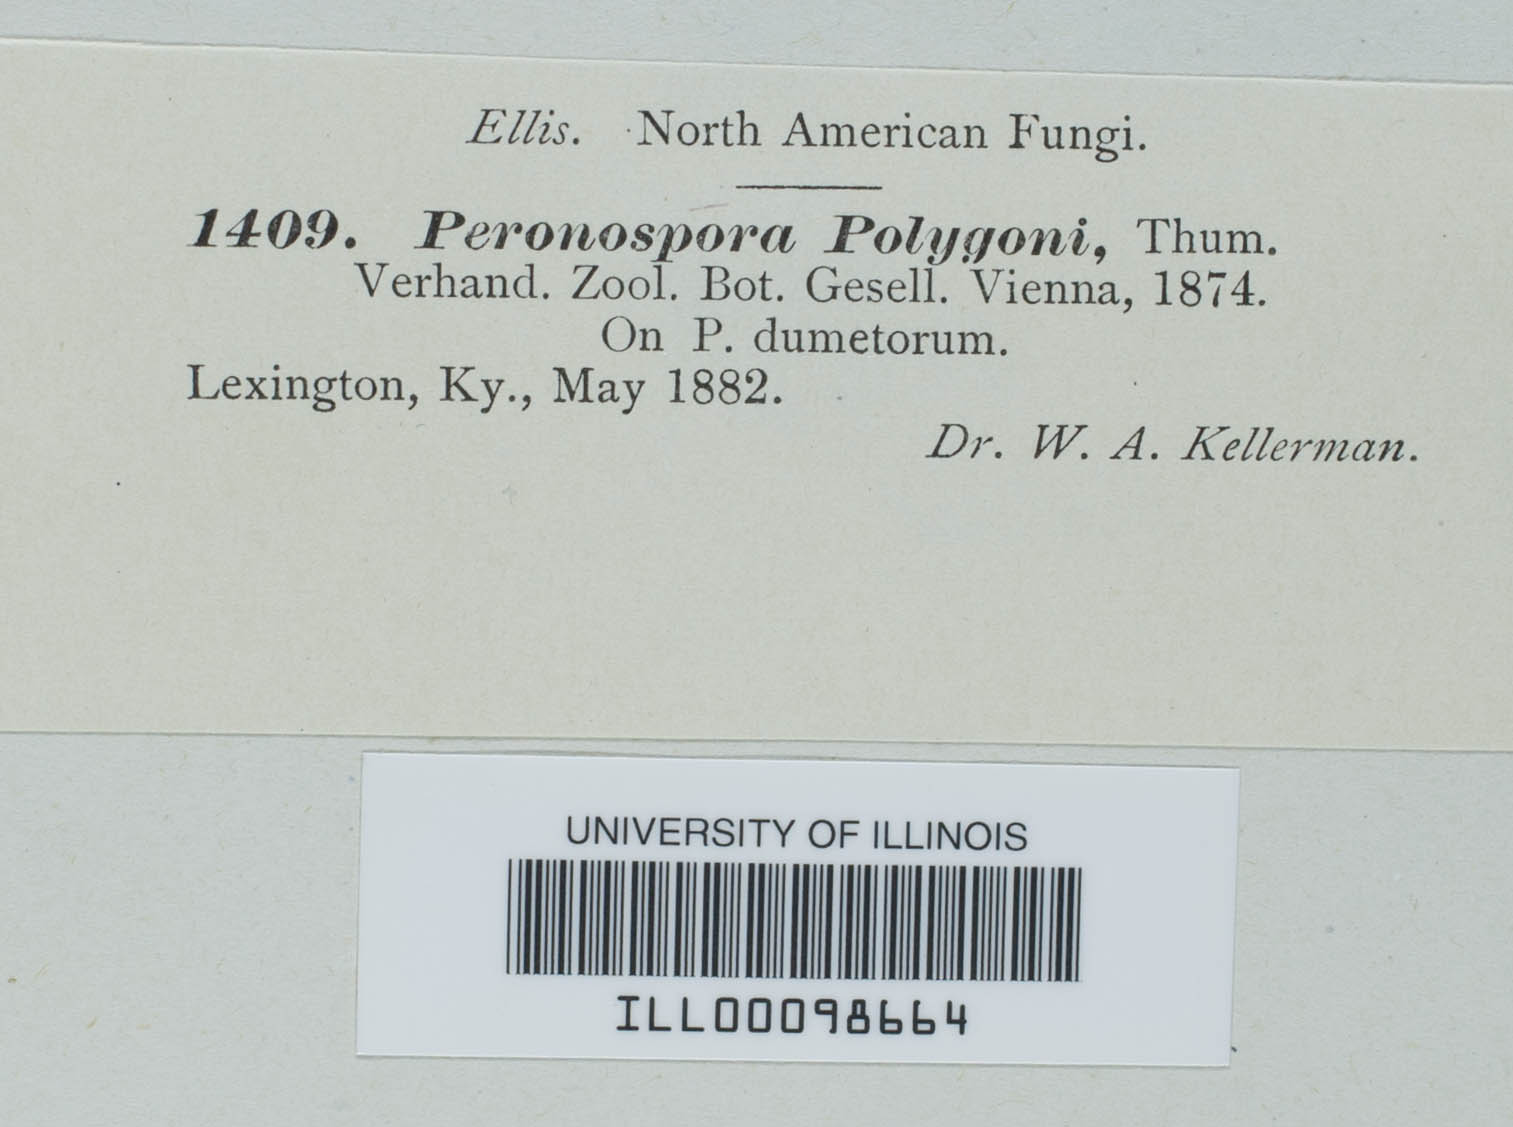 Ellis. North American Fungi.
1409. Peronospora Polygoni, Thum.
Verhand. Zool. Bot. Gesell. Vienna, 1874.
On P. dumetorum.
Lexington, Ky., May 1882.
Dr. W. A. Kellerman.
UNIVERSITY OF ILLINOIS
ILL00098664